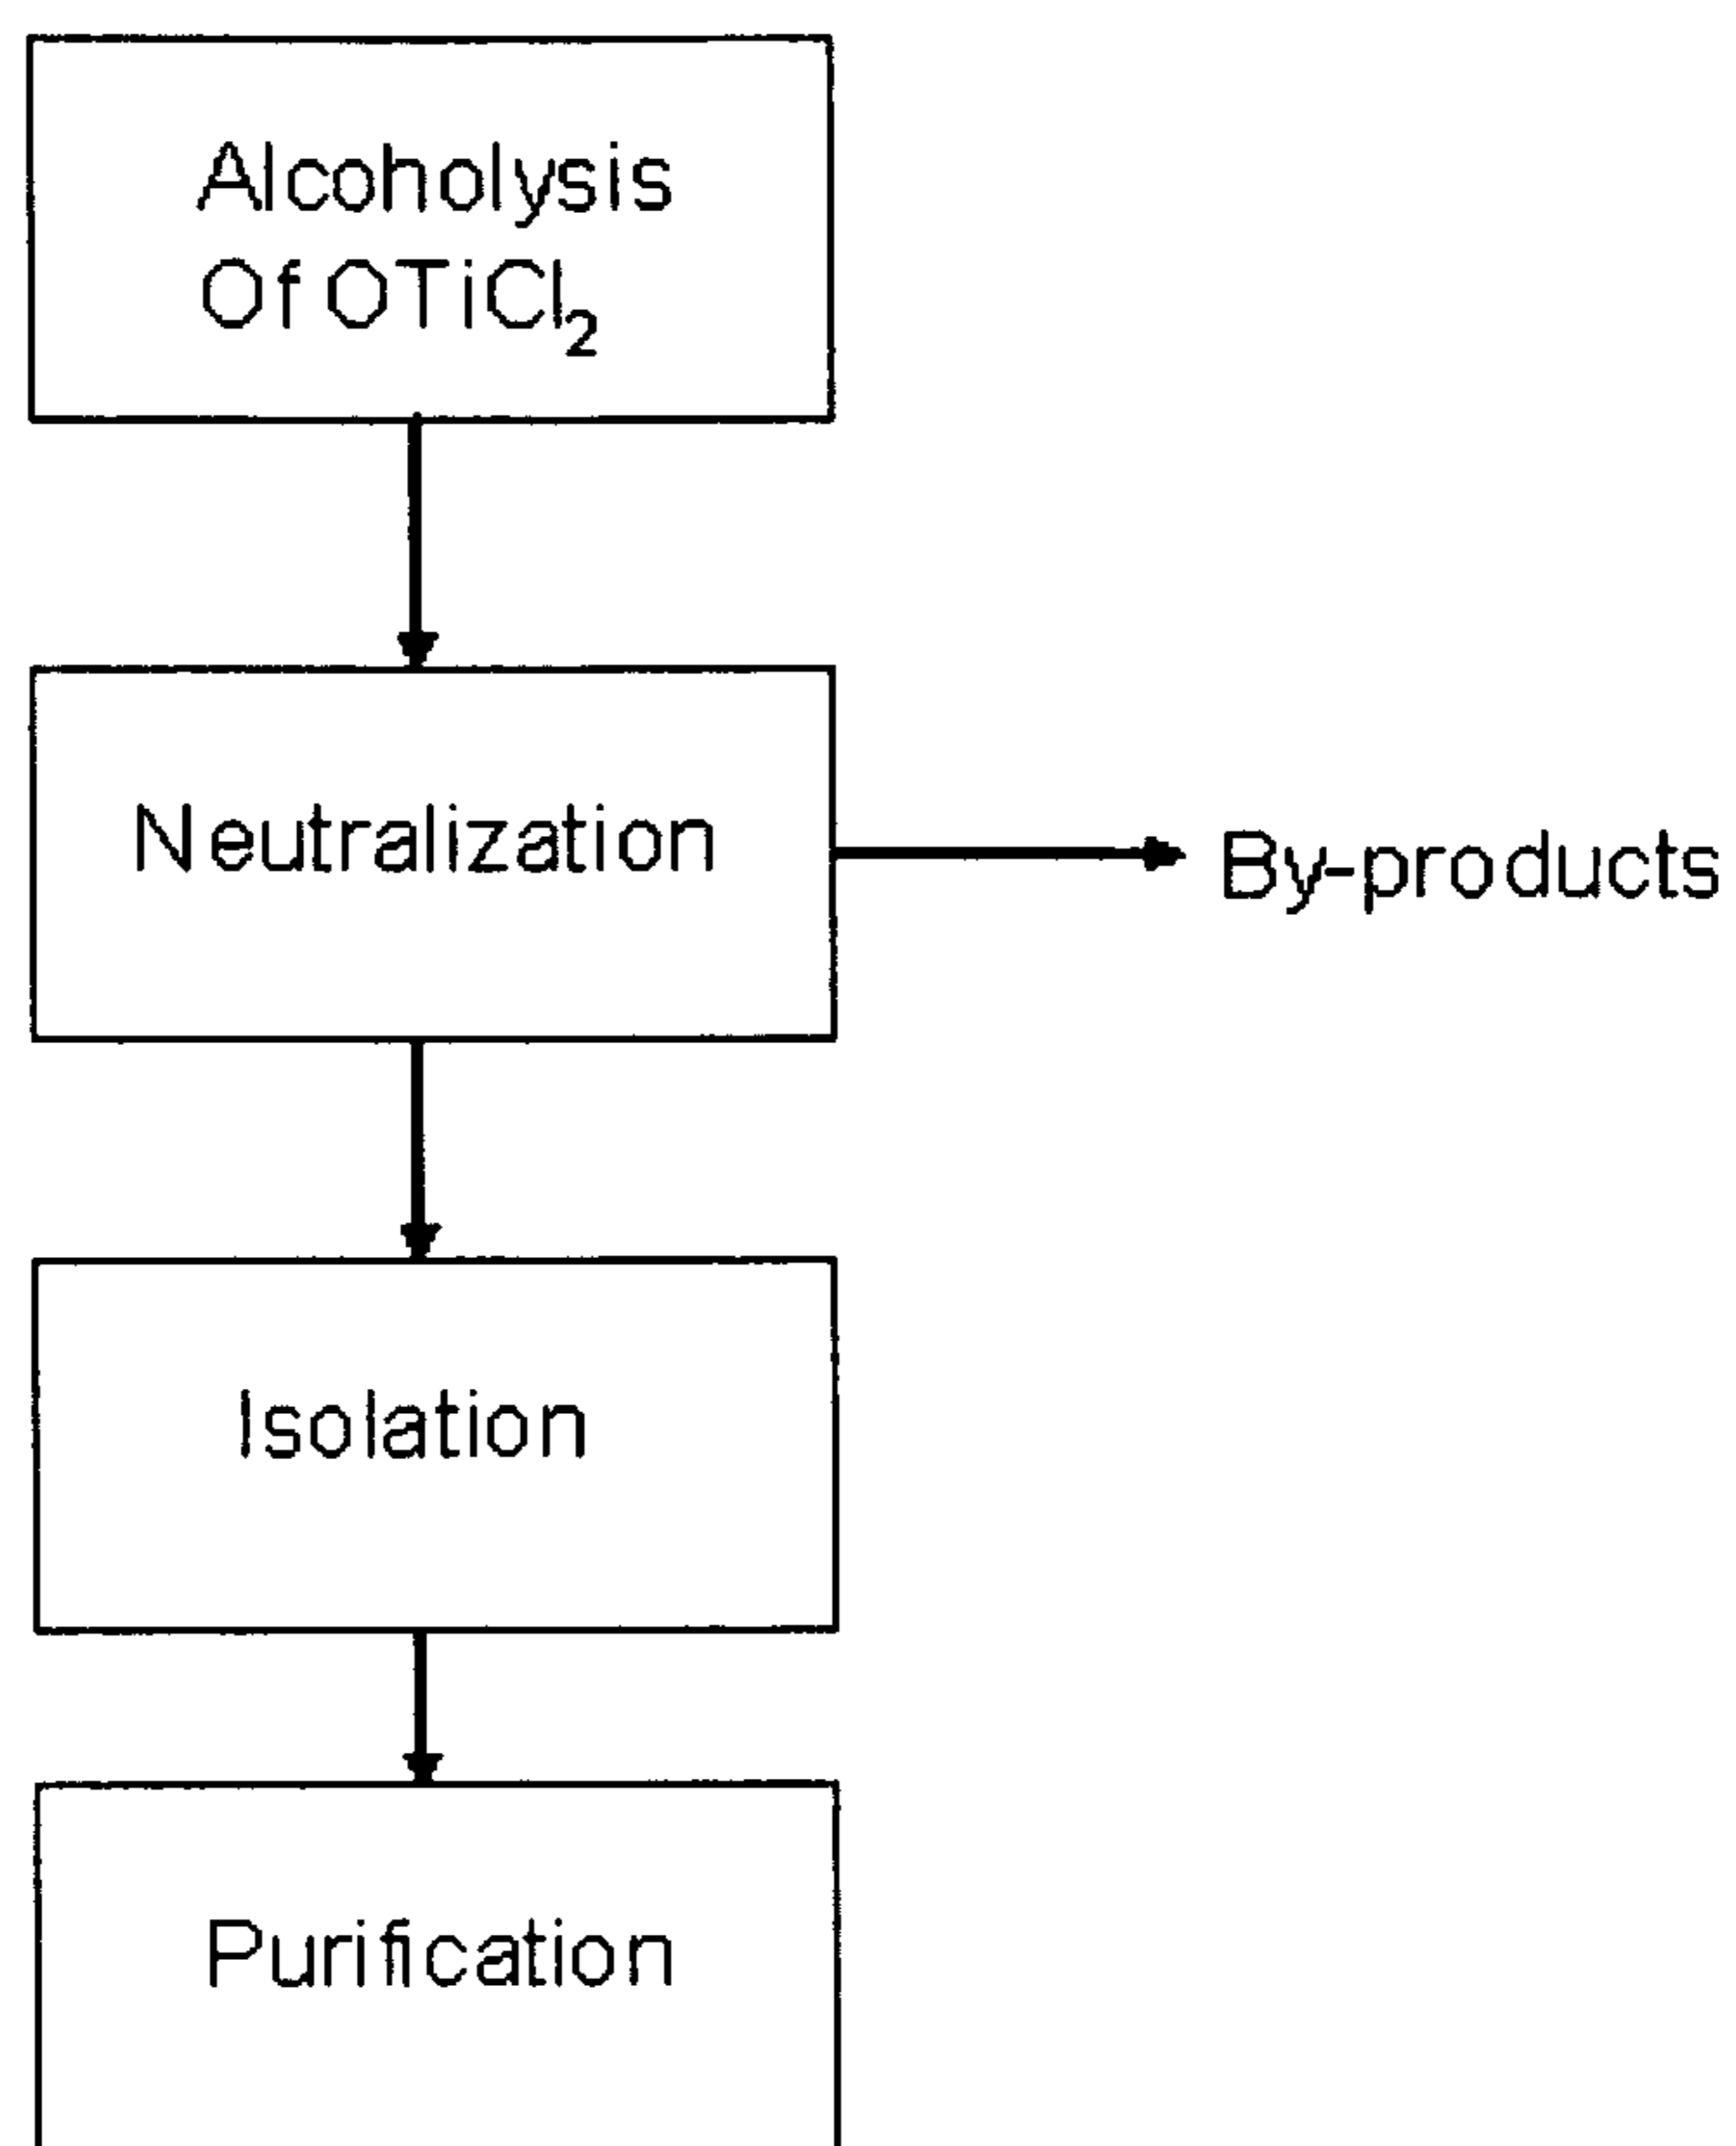 Alcoholysis
Of OTiCl₂
Neutralization
By-products
Isolation
Purification